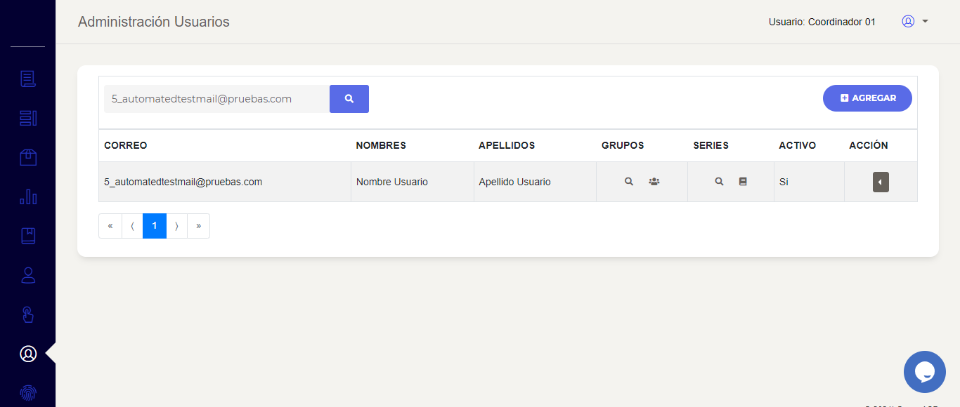 Administración Usuarios
Usuario: Coordinador 01
5_automatedtestmail@pruebas.com
AGREGAR
CORREO NOMBRES APELLIDOS GRUPOS SERIES ACTIVO ACCIÓN
5_automatedtestmail@pruebas.com Nombre Usuario Apellido Usuario Si
« ⟨ 1 ⟩ »